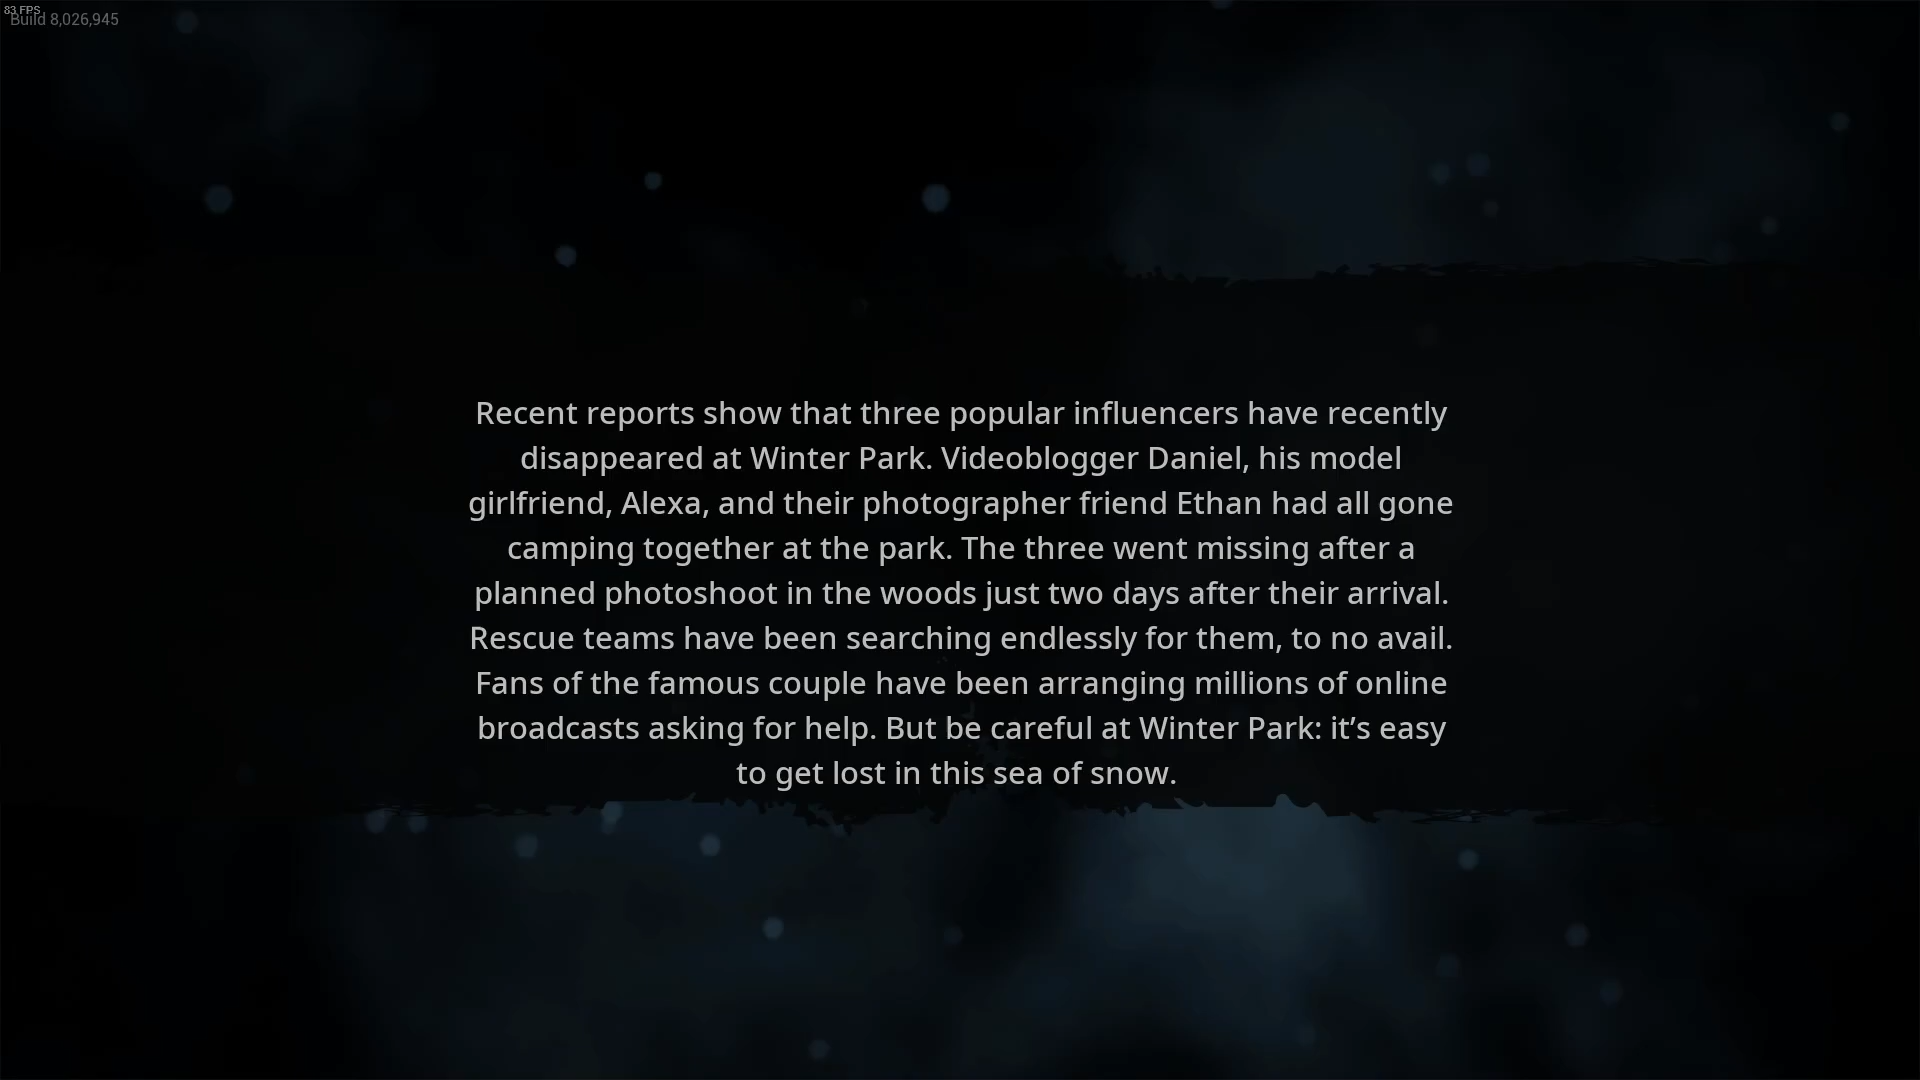 83 FPS
Build 8,026,945
Recent reports show that three popular influencers have recently
disappeared at Winter Park. Videoblogger Daniel, his model
girlfriend, Alexa, and their photographer friend Ethan had all gone
camping together at the park. The three went missing after a
planned photoshoot in the woods just two days after their arrival.
Rescue teams have been searching endlessly for them, to no avail.
Fans of the famous couple have been arranging millions of online
broadcasts asking for help. But be careful at Winter Park: it’s easy
to get lost in this sea of snow.